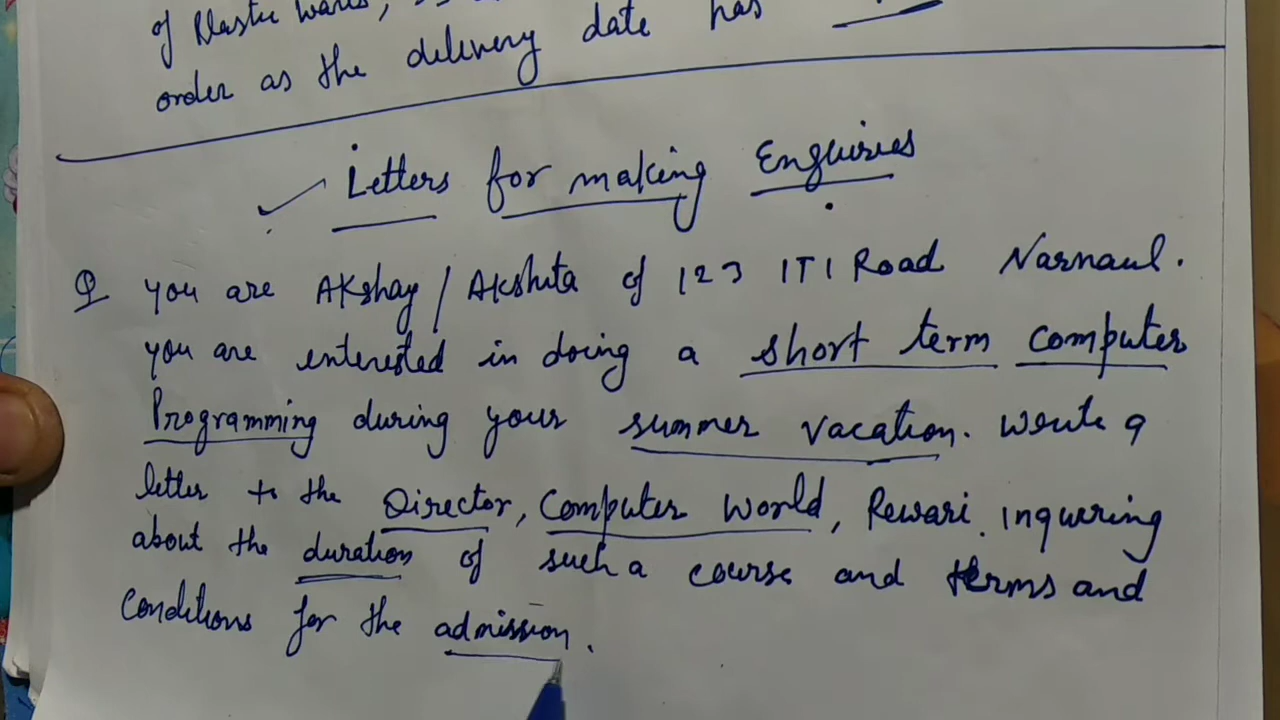 of Plastic
order as the delivery date has
Letters for making Enquiries
Q you are Akshay / Akshita of 123 ITI Road Narnaul.
you are interested in doing a short term computer
Programming during your summer vacation. Write a
letter to the Director, Computer World, Rewari. Inquiring
about the duration of such a course and terms and
conditions for the admission.